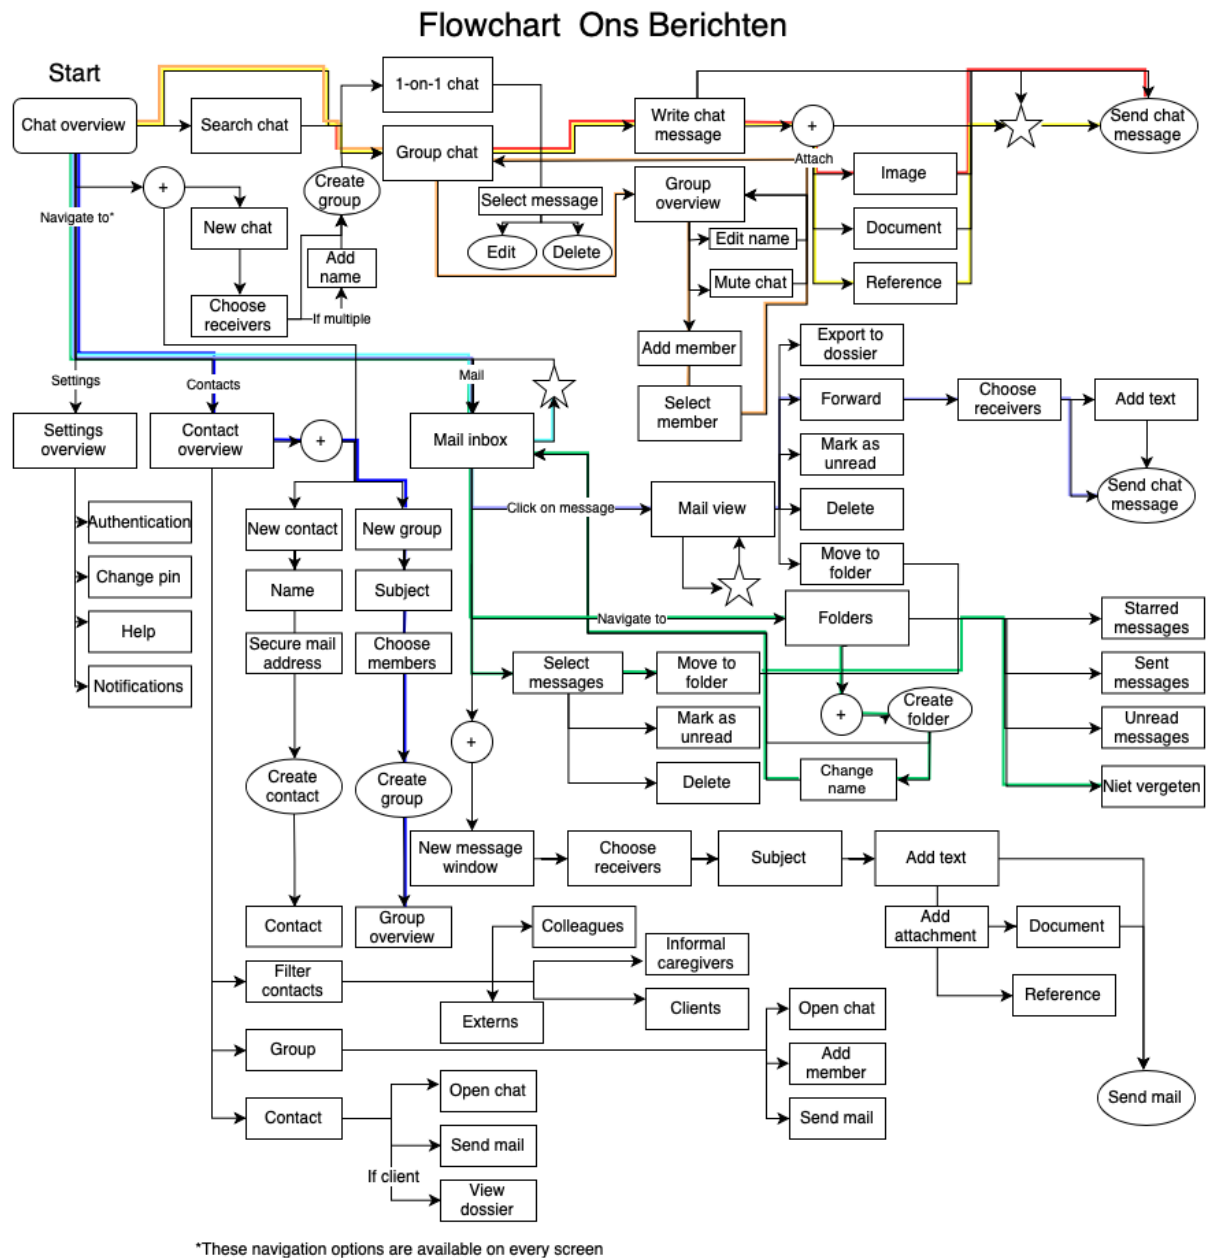 Flowchart  Ons Berichten
Start
Chat overview
Search chat
1-on-1 chat
Group chat
Write chat
message
+
Attach
Send chat
message
Image
Document
Reference
Navigate to*
+
New chat
Choose
receivers
If multiple
Add
name
Create
group
Select message
Edit
Delete
Group
overview
Edit name
Mute chat
Add member
Select
member
Settings
Contacts
Mail
Settings
overview
Contact
overview
+
Mail inbox
Authentication
Change pin
Help
Notifications
New contact
Name
Secure mail
address
Create
contact
Contact
New group
Subject
Choose
members
Create
group
Group
overview
Click on message
Mail view
Export to
dossier
Forward
Mark as
unread
Delete
Move to
folder
Choose
receivers
Add text
Send chat
message
Navigate to
Folders
Starred
messages
Sent
messages
Unread
messages
Niet vergeten
Select
messages
Move to
folder
Mark as
unread
Delete
+
Create
folder
Change
name
+
New message
window
Choose
receivers
Subject
Add text
Add
attachment
Document
Reference
Send mail
Filter
contacts
Colleagues
Externs
Informal
caregivers
Clients
Group
Open chat
Add
member
Send mail
Contact
Open chat
Send mail
If client
View
dossier
*These navigation options are available on every screen